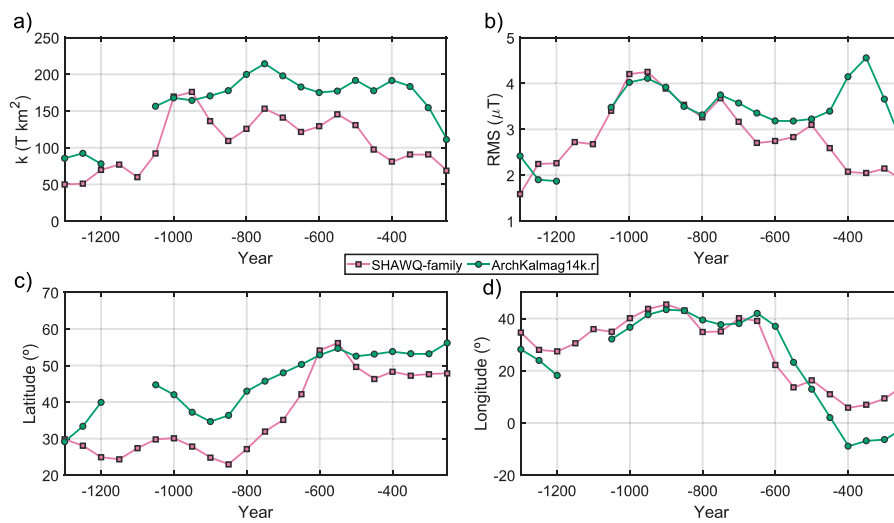 a)
250
200
150
100
50
0
k (T km²)
-1200 -1000 -800 -600 -400
Year
b)
5
4
3
2
1
RMS (μT)
-1200 -1000 -800 -600 -400
Year
SHAWQ-family ArchKalmag14k.r
c)
70
60
50
40
30
20
Latitude (º)
-1200 -1000 -800 -600 -400
Year
d)
40
20
0
-20
Longitude (º)
-1200 -1000 -800 -600 -400
Year